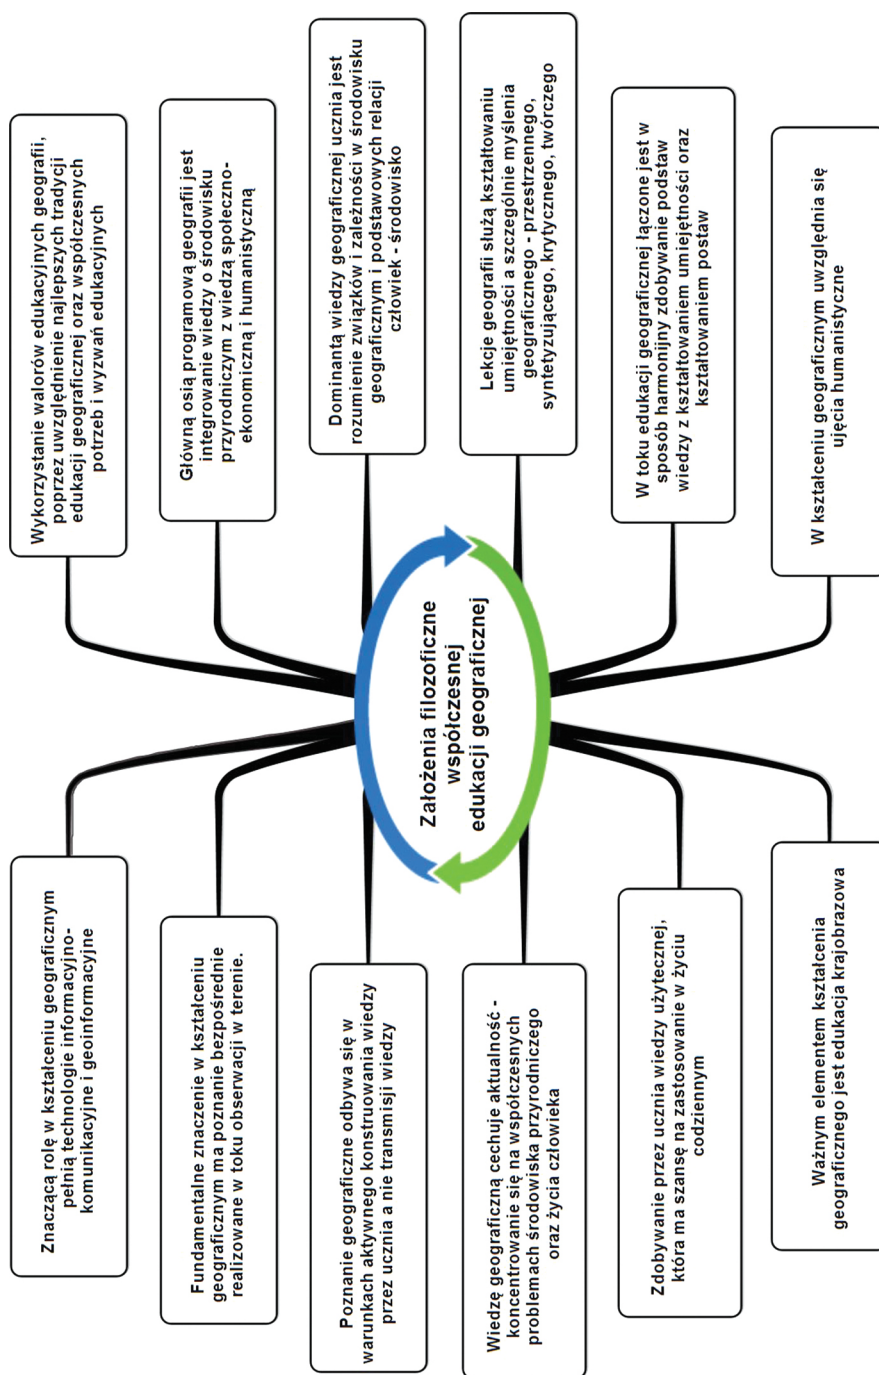 Znaczącą rolę w kształceniu geograficznym
pełnią technologie informacyjno-
komunikacyjne i geoinformacyjne
Fundamentalne znaczenie w kształceniu
geograficznym ma poznanie bezpośrednie
realizowane w toku obserwacji w terenie.
Poznanie geograficzne odbywa się w
warunkach aktywnego konstruowania wiedzy
przez ucznia a nie transmisji wiedzy
Wiedzę geograficzną cechuje aktualność -
koncentrowanie się na współczesnych
problemach środowiska przyrodniczego
oraz życia człowieka
Zdobywanie przez ucznia wiedzy użytecznej,
która ma szansę na zastosowanie w życiu
codziennym
Ważnym elementem kształcenia
geograficznego jest edukacja krajobrazowa
Założenia filozoficzne
współczesnej
edukacji geograficznej
Wykorzystanie walorów edukacyjnych geografii,
poprzez uwzględnienie najlepszych tradycji
edukacji geograficznej oraz współczesnych
potrzeb i wyzwań edukacyjnych
Główną osią programową geografii jest
integrowanie wiedzy o środowisku
przyrodniczym z wiedzą społeczno-
ekonomiczną i humanistyczną
Dominantą wiedzy geograficznej ucznia jest
rozumienie związków i zależności w środowisku
geograficznym i podstawowych relacji
człowiek - środowisko
Lekcje geografii służą kształtowaniu
umiejętności a szczególnie myślenia
geograficznego - przestrzennego,
syntetyzującego, krytycznego, twórczego
W toku edukacji geograficznej łączone jest w
sposób harmonijny zdobywanie podstaw
wiedzy z kształtowaniem umiejętności oraz
kształtowaniem postaw
W kształceniu geograficznym uwzględnia się
ujęcia humanistyczne